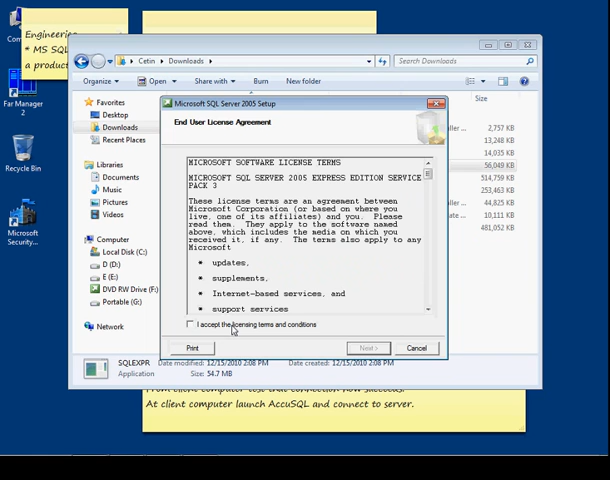 Engineering
* MS SQL
a product
Cetin
Downloads
Search Downloads
Organize
Open
Share with
Burn
New folder
Far Manager
2
Recycle Bin
Microsoft
Security...
Favorites
Desktop
Downloads
Recent Places
Libraries
Documents
Music
Pictures
Videos
Computer
Local Disk (C:)
D (D:)
E (E:)
DVD RW Drive (F:)
Portable (G:)
Network
Size
2,757 KB
13,248 KB
14,035 KB
56,049 KB
514,759 KB
253,463 KB
44,825 KB
10,111 KB
481,052 KB
Microsoft SQL Server 2005 Setup
End User License Agreement
MICROSOFT SOFTWARE LICENSE TERMS
MICROSOFT SQL SERVER 2005 EXPRESS EDITION SERVICE
PACK 3
These license terms are an agreement between
Microsoft Corporation (or based on where you
live, one of its affiliates) and you. Please
read them. They apply to the software named
above, which includes the media on which you
received it, if any. The terms also apply to any
Microsoft
* updates,
* supplements,
* Internet-based services, and
* support services
I accept the licensing terms and conditions
Print
Next >
Cancel
SQLEXPR
Date modified: 12/15/2010 2:08 PM
Date created: 12/15/2010 2:08 PM
Application
Size: 54.7 MB
From client computer test that connection now success.
At client computer launch AccuSQL and connect to server.